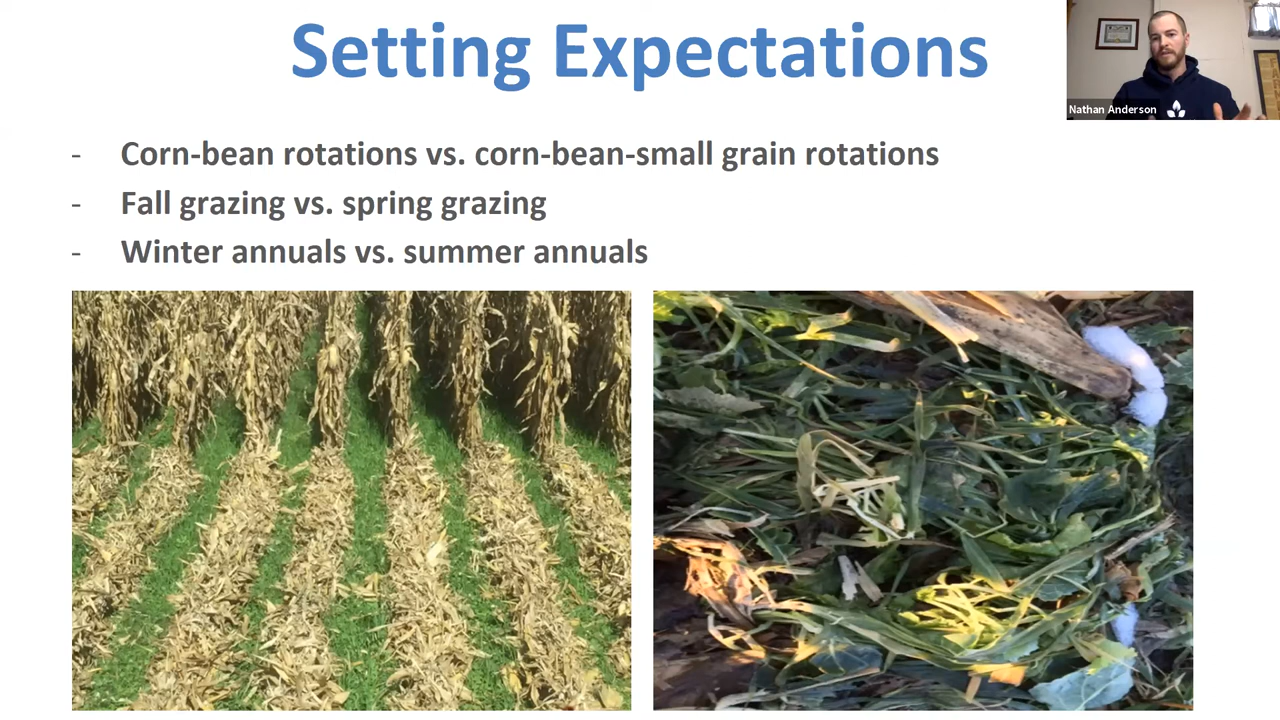 Setting Expectations
Nathan Anderson
- Corn-bean rotations vs. corn-bean-small grain rotations
- Fall grazing vs. spring grazing
- Winter annuals vs. summer annuals